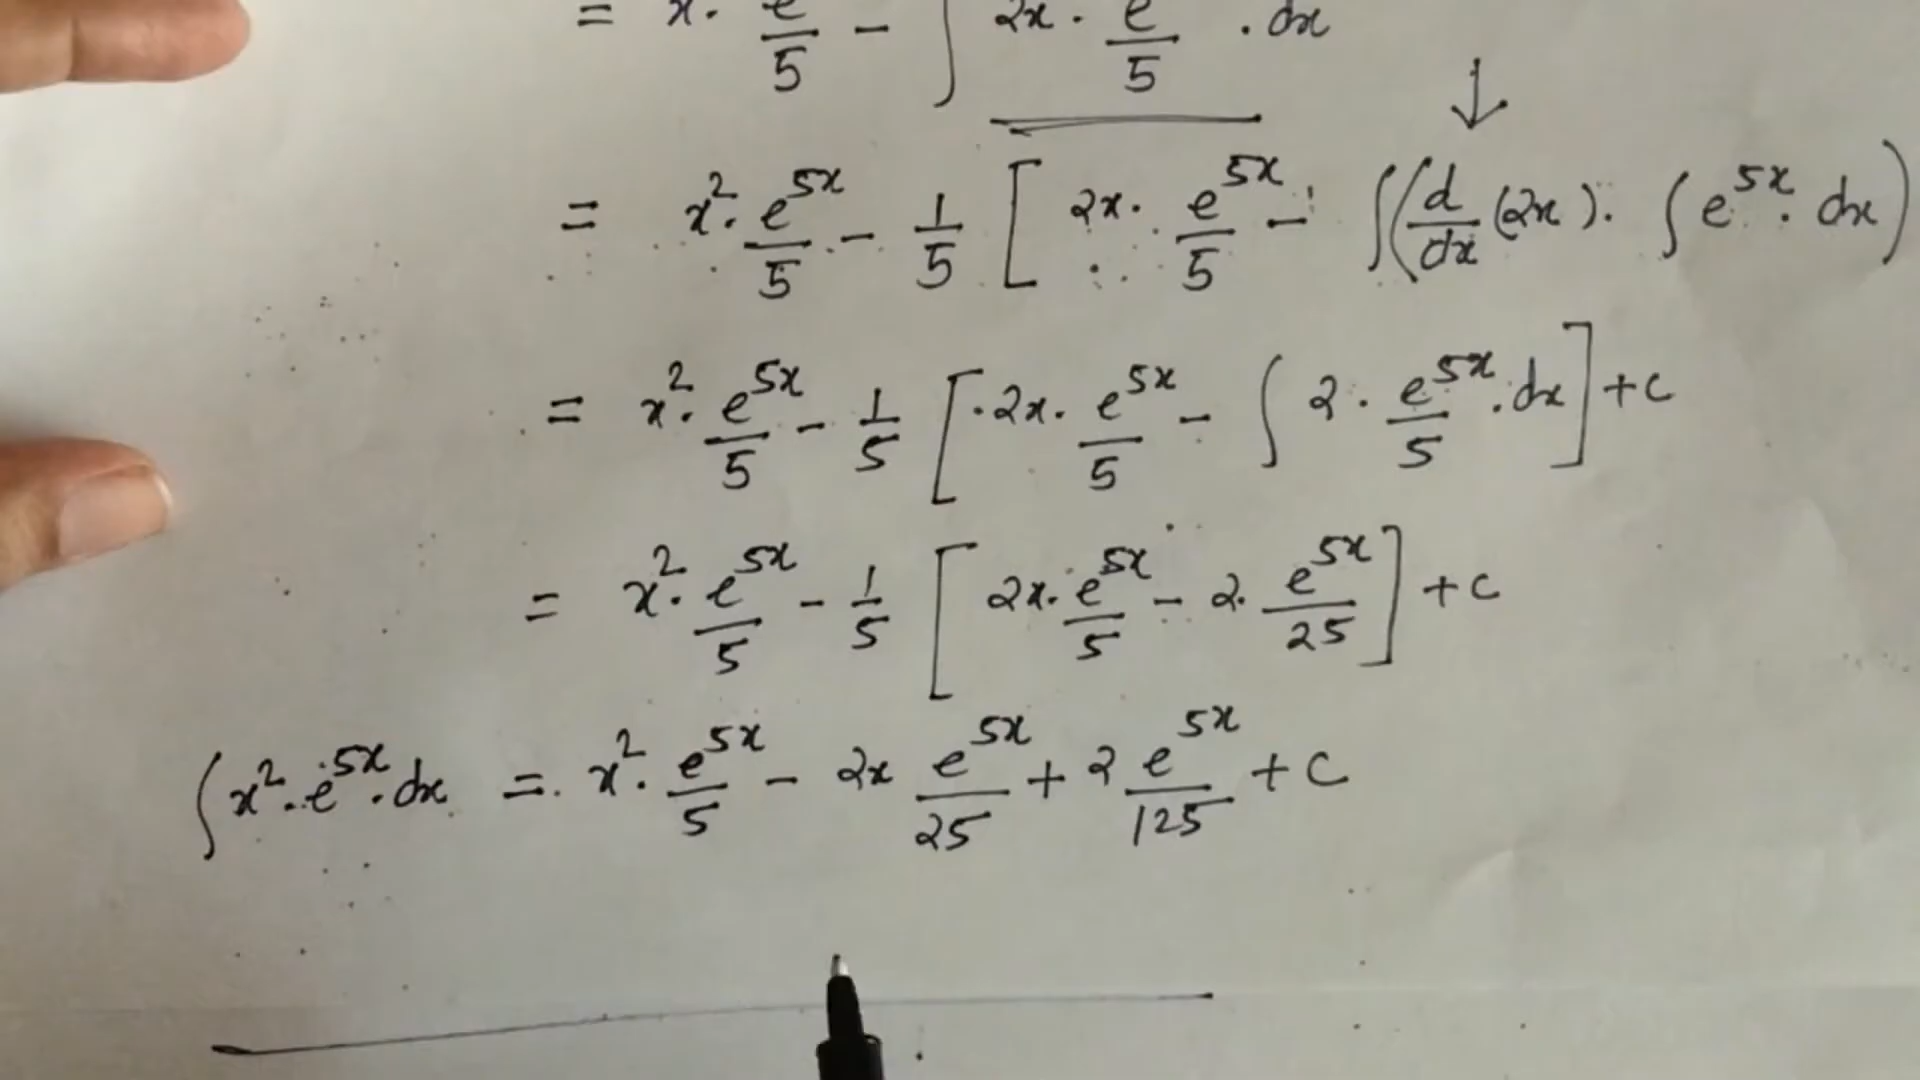 = x. e/5 - ∫ 2x. e/5 . dx
↓
= x². e^5x/5 - 1/5 [ 2x. e^5x/5 - ∫(d/dx (2x). ∫ e^5x. dx)
= x². e^5x/5 - 1/5 [ .2x. e^5x/5 - ∫ 2. e^5x/5 .dx ] + c
= x². e^5x/5 - 1/5 [ 2x. e^5x/5 - 2. e^5x/25 ] + c
∫ x². e^5x. dx = x². e^5x/5 - 2x e^5x/25 + 2 e^5x/125 + c